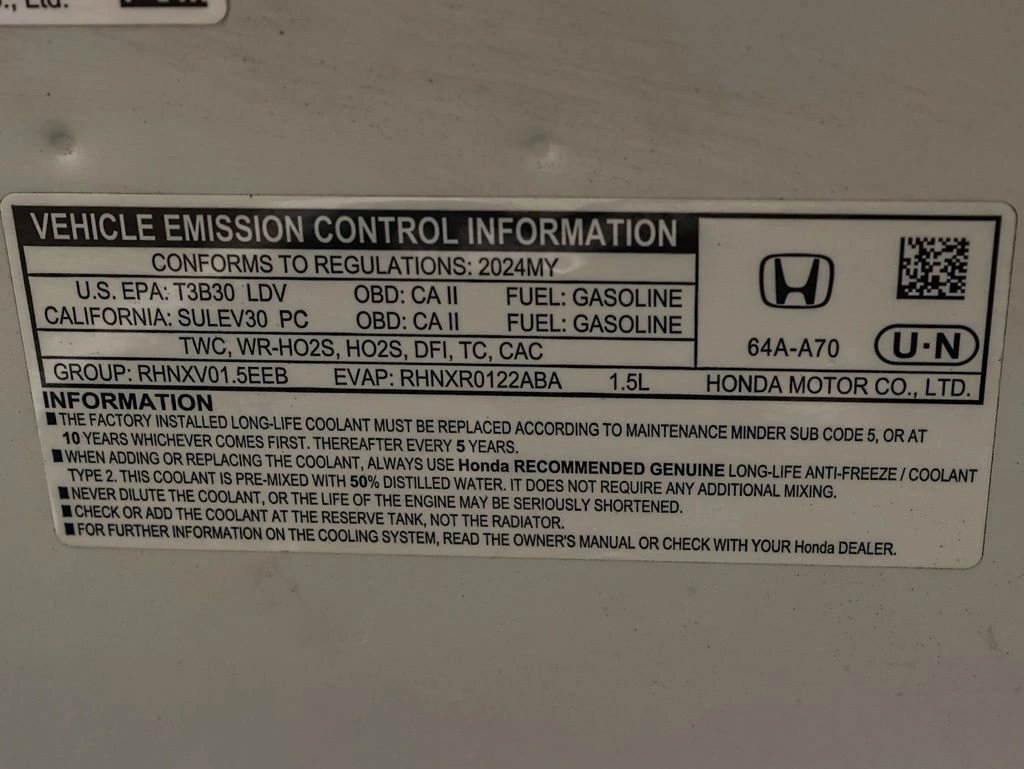 Ltd.
VEHICLE EMISSION CONTROL INFORMATION
CONFORMS TO REGULATIONS: 2024MY
U.S. EPA: T3B30 LDV OBD: CA II FUEL: GASOLINE
CALIFORNIA: SULEV30 PC OBD: CA II FUEL: GASOLINE
TWC, WR-HO2S, HO2S, DFI, TC, CAC
64A-A70 U·N
GROUP: RHNXV01.5EEB EVAP: RHNXR0122ABA 1.5L HONDA MOTOR CO., LTD.
INFORMATION
■ THE FACTORY INSTALLED LONG-LIFE COOLANT MUST BE REPLACED ACCORDING TO MAINTENANCE MINDER SUB CODE 5, OR AT
10 YEARS WHICHEVER COMES FIRST. THEREAFTER EVERY 5 YEARS.
■ WHEN ADDING OR REPLACING THE COOLANT, ALWAYS USE Honda RECOMMENDED GENUINE LONG-LIFE ANTI-FREEZE / COOLANT
TYPE 2. THIS COOLANT IS PRE-MIXED WITH 50% DISTILLED WATER. IT DOES NOT REQUIRE ANY ADDITIONAL MIXING.
■ NEVER DILUTE THE COOLANT, OR THE LIFE OF THE ENGINE MAY BE SERIOUSLY SHORTENED.
■ CHECK OR ADD THE COOLANT AT THE RESERVE TANK, NOT THE RADIATOR.
■ FOR FURTHER INFORMATION ON THE COOLING SYSTEM, READ THE OWNER'S MANUAL OR CHECK WITH YOUR Honda DEALER.